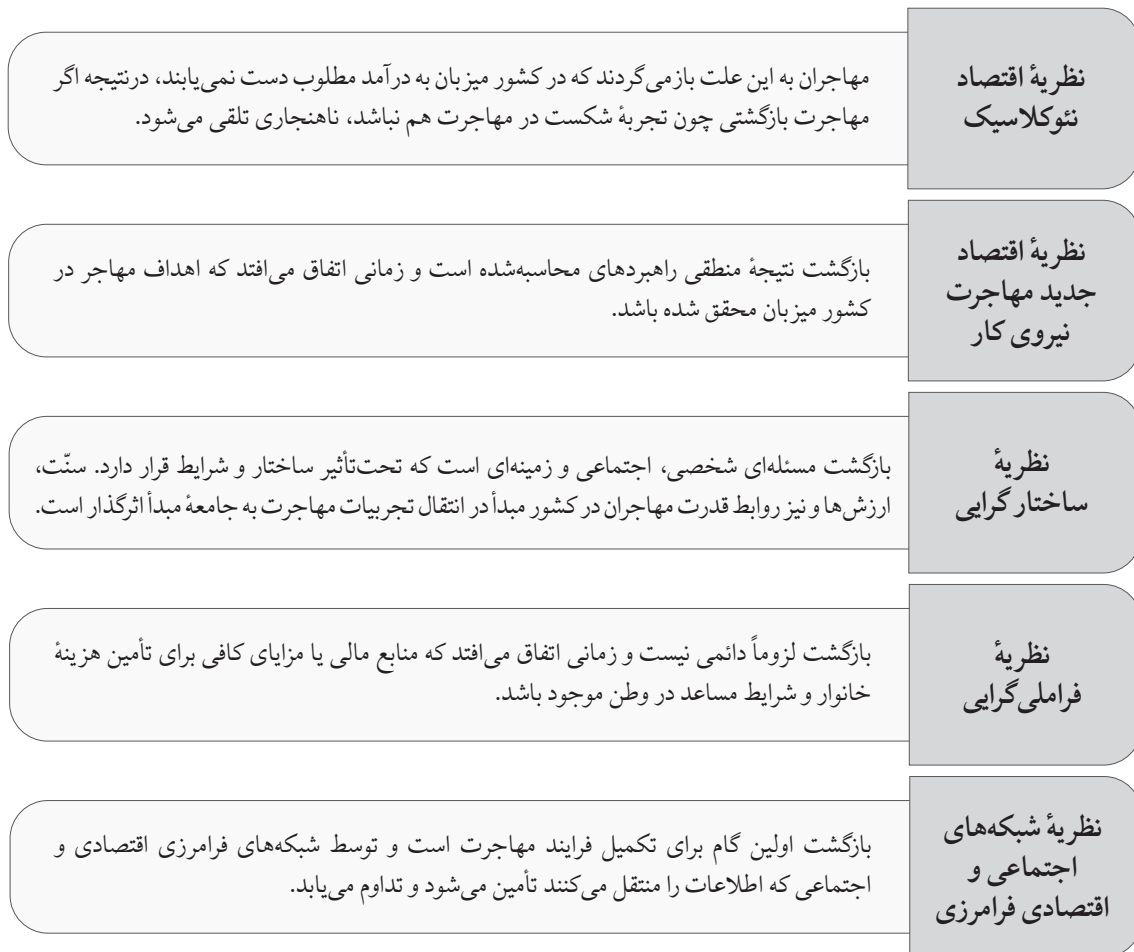 نظریهٔ اقتصاد
نئوکلاسیک
مهاجران به این علت بازمی‌گردند که در کشور میزبان به درآمد مطلوب دست نمی‌یابند، درنتیجه اگر
مهاجرت بازگشتی چون تجربهٔ شکست در مهاجرت هم نباشد، ناهنجاری تلقی می‌شود.
نظریهٔ اقتصاد
جدید مهاجرت
نیروی کار
بازگشت نتیجهٔ منطقی راهبردهای محاسبه‌شده است و زمانی اتفاق می‌افتد که اهداف مهاجر در
کشور میزبان محقق شده باشد.
نظریهٔ
ساختارگرایی
بازگشت مسئله‌ای شخصی، اجتماعی و زمینه‌ای است که تحت‌تأثیر ساختار و شرایط قرار دارد. سنّت،
ارزش‌ها و نیز روابط قدرت مهاجران در کشور مبدأ در انتقال تجربیات مهاجرت به جامعهٔ مبدأ اثرگذار است.
نظریهٔ
فراملی‌گرایی
بازگشت لزوماً دائمی نیست و زمانی اتفاق می‌افتد که منابع مالی یا مزایای کافی برای تأمین هزینهٔ
خانوار و شرایط مساعد در وطن موجود باشد.
نظریهٔ شبکه‌های
اجتماعی و
اقتصادی فرامرزی
بازگشت اولین گام برای تکمیل فرایند مهاجرت است و توسط شبکه‌های فرامرزی اقتصادی و
اجتماعی که اطلاعات را منتقل می‌کنند تأمین می‌شود و تداوم می‌یابد.